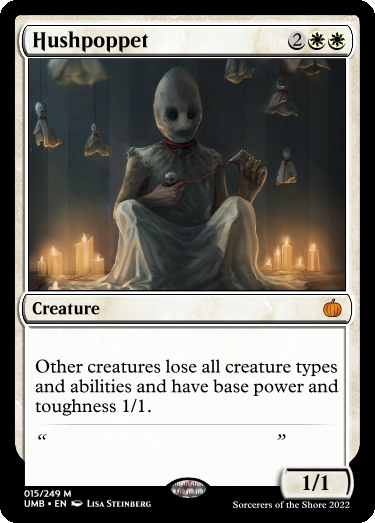 Hushpoppet 2
Creature
Other creatures lose all creature types
and abilities and have base power and
toughness 1/1.
“ ”
1/1
015/249 M
UMB • EN Lisa Steinberg
Sorcerers of the Shore 2022